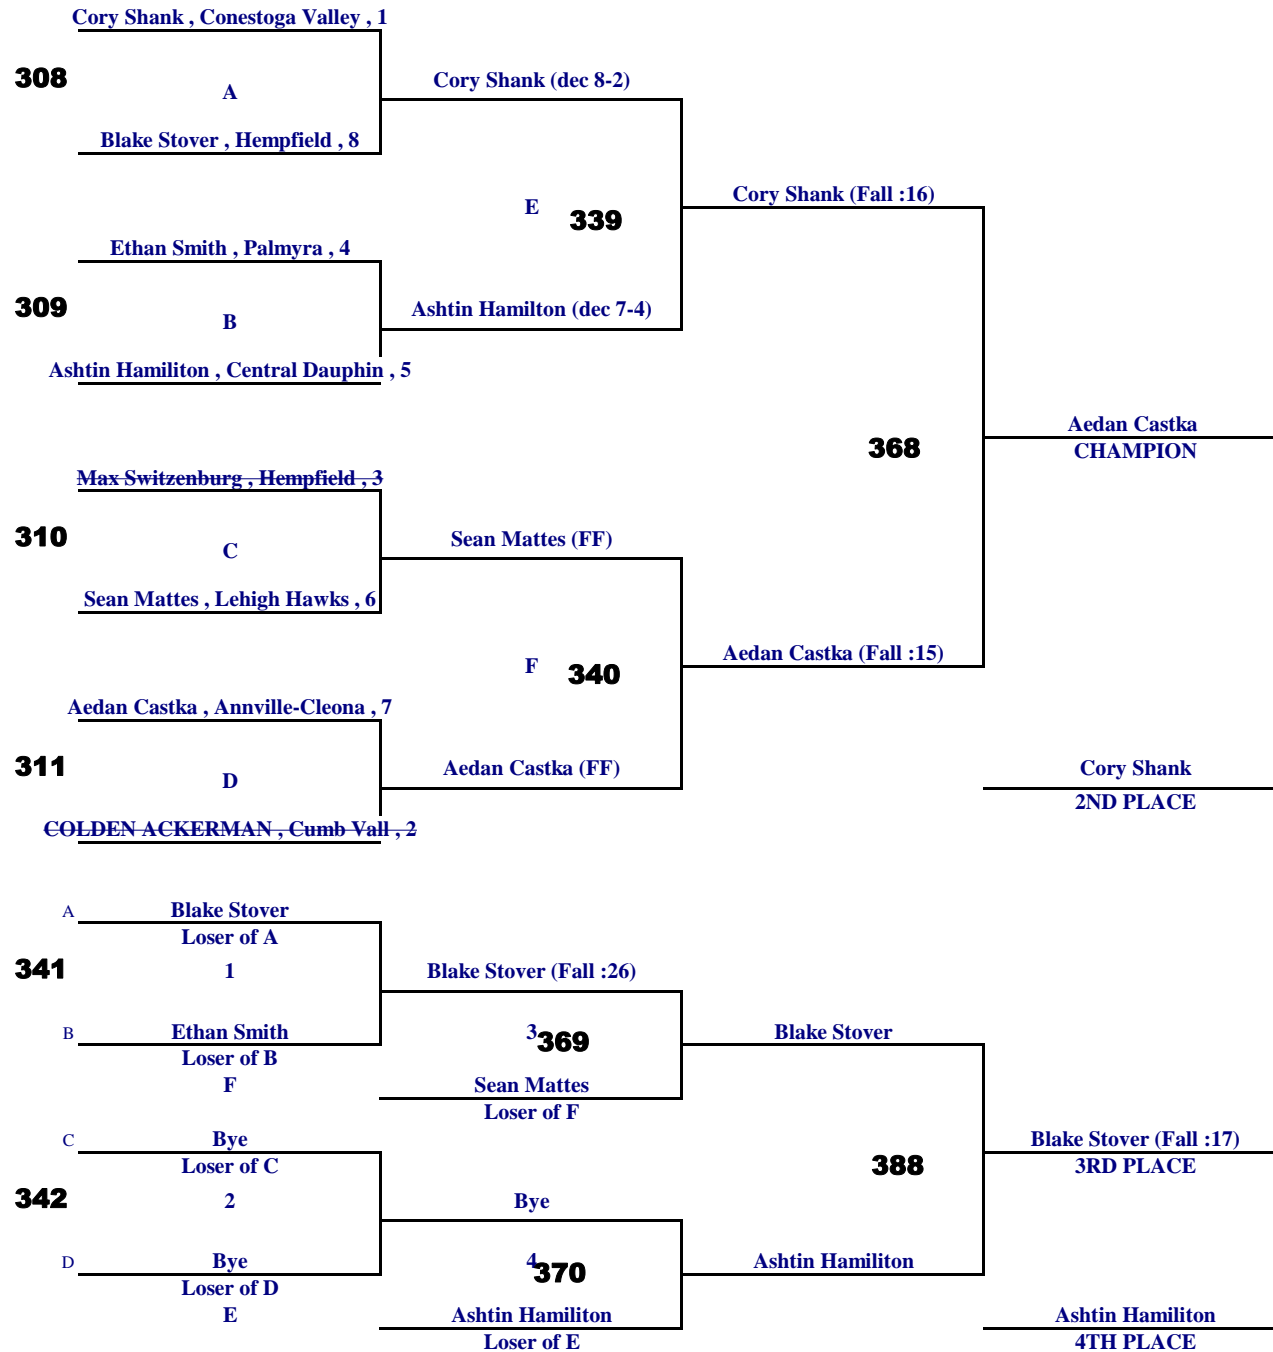 Cory Shank , Conestoga Valley , 1
308
A
Cory Shank (dec 8-2)
Blake Stover , Hempfield , 8
E
339
Cory Shank (Fall :16)
Ethan Smith , Palmyra , 4
309
B
Ashtin Hamilton (dec 7-4)
Ashtin Hamiliton , Central Dauphin , 5
368
Aedan Castka
CHAMPION
Max Switzenburg , Hempfield , 3
310
C
Sean Mattes (FF)
Sean Mattes , Lehigh Hawks , 6
F
340
Aedan Castka (Fall :15)
Aedan Castka , Annville-Cleona , 7
311
D
Aedan Castka (FF)
Cory Shank
2ND PLACE
COLDEN ACKERMAN , Cumb Vall , 2
A
Blake Stover
Loser of A
341
1
Blake Stover (Fall :26)
B
Ethan Smith
Loser of B
3
369
Blake Stover
F
Sean Mattes
Loser of F
C
Bye
Loser of C
388
Blake Stover (Fall :17)
3RD PLACE
342
2
Bye
D
Bye
Loser of D
4
370
Ashtin Hamiliton
E
Ashtin Hamiliton
Loser of E
Ashtin Hamiliton
4TH PLACE